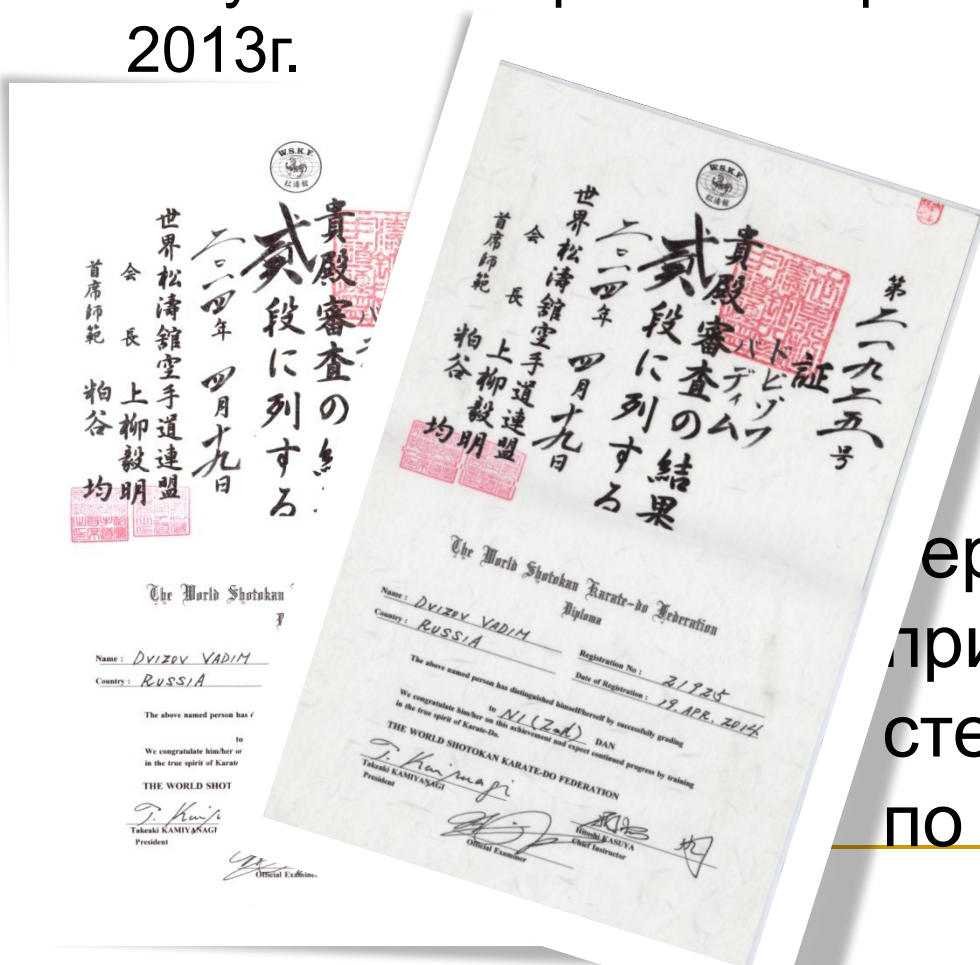 2013г.
W.S.K.F.
松濤館
貴殿審査の
貳段に列する
二〇一四年 四月十九日
世界松濤舘空手道連盟
会長 上柳毅明
首席師範 粕谷 均
The World Shotokan
Name : DVIZOV VADIM
Country : RUSSIA
The above named person has
to
We congratulate him/her
in the true spirit of Karate
THE WORLD SHOT
Takeaki KAMIYANAGI
President
Official Examine
W.S.K.F.
松濤館
第二一九二五号
証
ドビゾフ
バディム
貴殿審査の結果
貳段に列する
二〇一四年 四月十九日
世界松濤舘空手道連盟
会長 上柳毅明
首席師範 粕谷 均
The World Shotokan Karate-do Federation
Diploma
Name : DVIZOV VADIM
Country : RUSSIA
Registration No : 21925
Date of Registration : 19.APR. 2014
The above named person has distinguished himself/herself by successfully grading
to NI (2nd) DAN
We congratulate him/her on this achievement and expect continued progress by training
in the true spirit of Karate-Do.
THE WORLD SHOTOKAN KARATE-DO FEDERATION
Takeaki KAMIYANAGI
President
Official Examiner
Hitoshi KASUYA
Chief Instructor
ер
при
сте
по